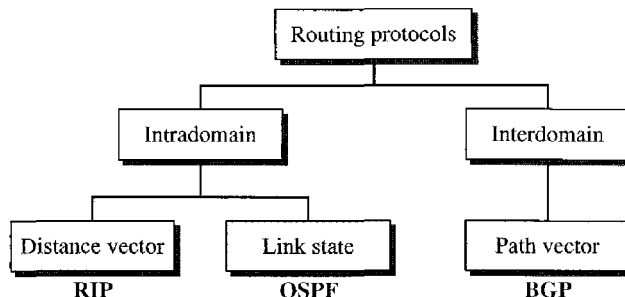 Routing protocols
Intradomain
Interdomain
Distance vector
Link state
Path vector
RIP
OSPF
BGP